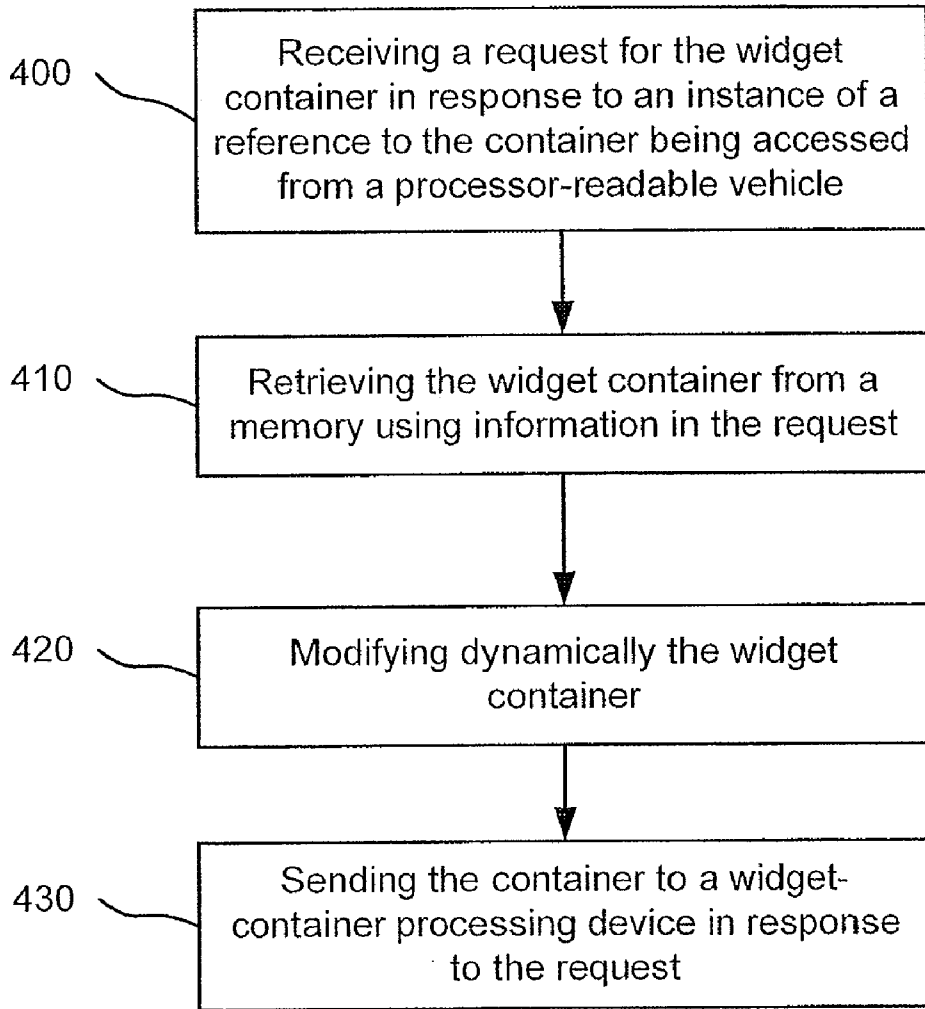 400
Receiving a request for the widget
container in response to an instance of a
reference to the container being accessed
from a processor-readable vehicle
410
Retrieving the widget container from a
memory using information in the request
420
Modifying dynamically the widget
container
430
Sending the container to a widget-
container processing device in response
to the request